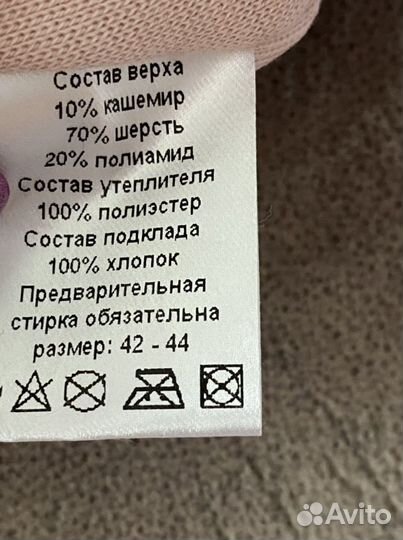 Состав верха
10% кашемир
70% шерсть
20% полиамид
Состав утеплителя
100% полиэстер
Состав подклада
100% хлопок
Предварительная
стирка обязательна
размер: 42 - 44
Avito